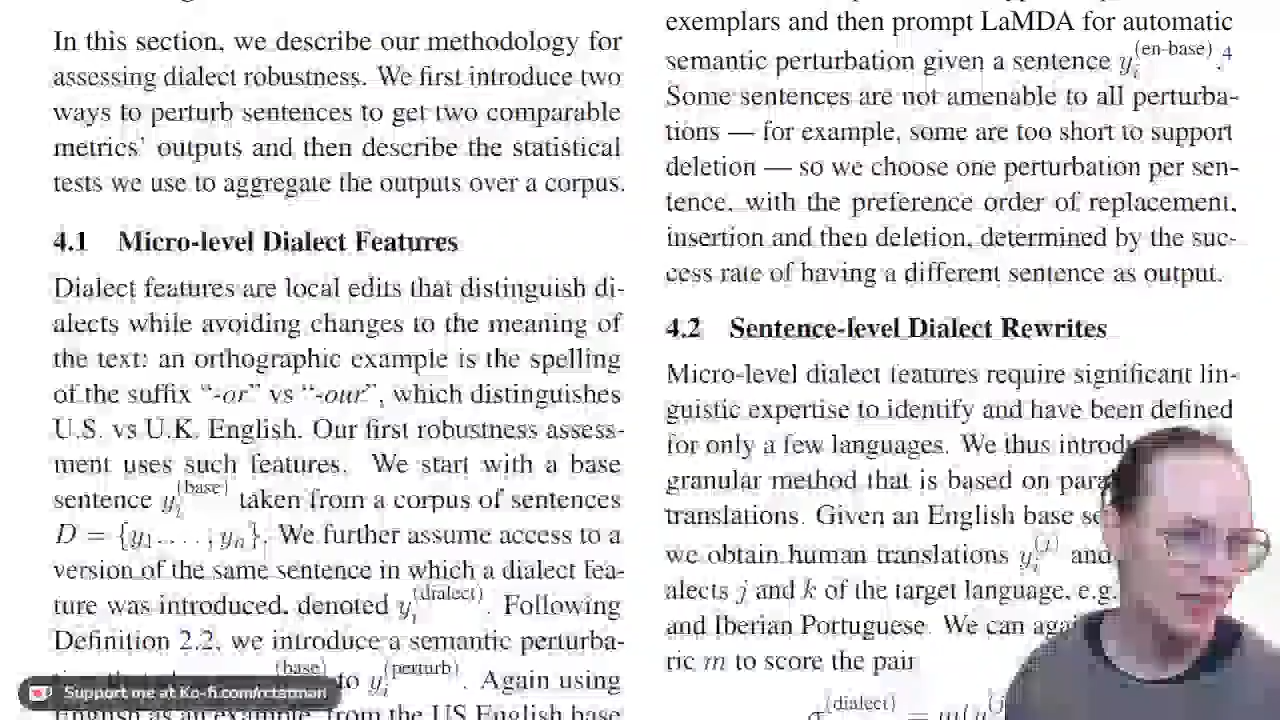 In this section, we describe our methodology for
assessing dialect robustness. We first introduce two
ways to perturb sentences to get two comparable
metrics' outputs and then describe the statistical
tests we use to aggregate the outputs over a corpus.
4.1 Micro-level Dialect Features
Dialect features are local edits that distinguish di-
alects while avoiding changes to the meaning of
the text: an orthographic example is the spelling
of the suffix "-or" vs "-our", which distinguishes
U.S. vs U.K. English. Our first robustness assess-
ment uses such features. We start with a base
sentence y_i^(base) taken from a corpus of sentences
D = {y_1, . . . , y_n}. We further assume access to a
version of the same sentence in which a dialect fea-
ture was introduced, denoted y_i^(dialect). Following
Definition 2.2, we introduce a semantic perturba-
(base) to y_i^(perturb). Again using
English as an example, from the US English base
exemplars and then prompt LaMDA for automatic
semantic perturbation given a sentence y_i^(en-base).4
Some sentences are not amenable to all perturba-
tions — for example, some are too short to support
deletion — so we choose one perturbation per sen-
tence, with the preference order of replacement,
insertion and then deletion, determined by the suc-
cess rate of having a different sentence as output.
4.2 Sentence-level Dialect Rewrites
Micro-level dialect features require significant lin-
guistic expertise to identify and have been defined
for only a few languages. We thus introd
granular method that is based on para
translations. Given an English base se
we obtain human translations y_i^(j) and
alects j and k of the target language, e.g.
and Iberian Portuguese. We can agai
ric m to score the pair
(dialect) = m(y^(j
Support me at Ko-fi.com/rctatman